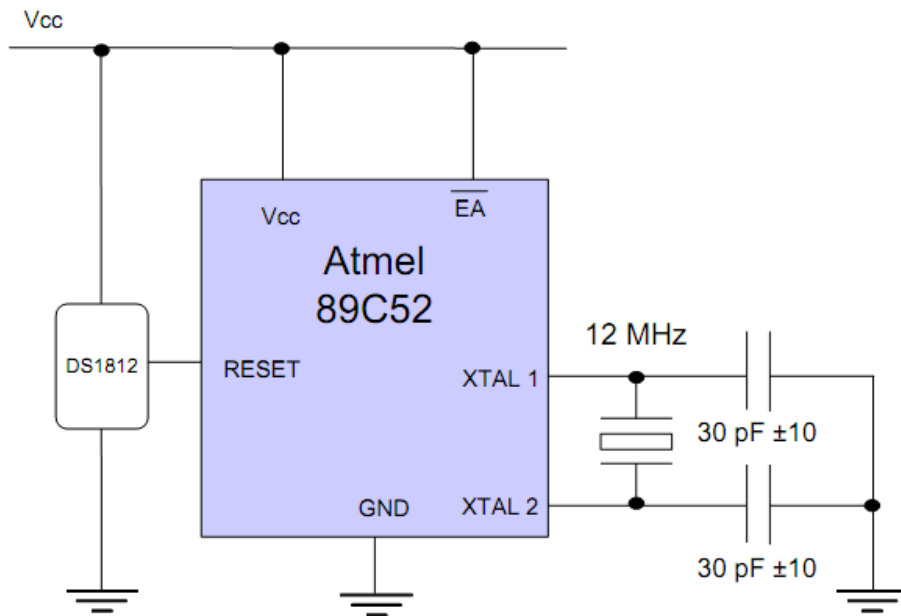 Vcc
Vcc
EA
Atmel
89C52
DS1812
RESET
12 MHz
XTAL 1
30 pF ±10
GND
XTAL 2
30 pF ±10